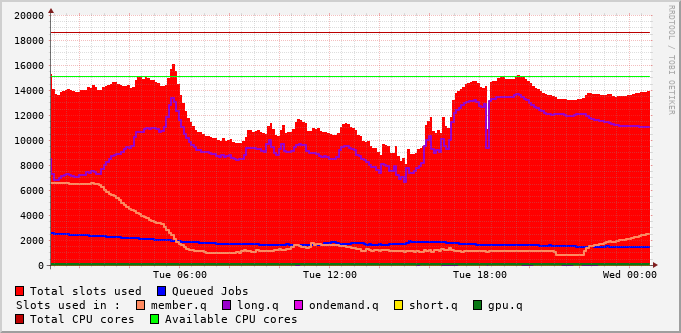 20000
18000
16000
14000
12000
10000
8000
6000
4000
2000
0
Tue 06:00 Tue 12:00 Tue 18:00 Wed 00:00
RRDTOOL / TOBI OETIKER
Total slots used Queued Jobs
Slots used in : member.q long.q ondemand.q short.q gpu.q
Total CPU cores Available CPU cores